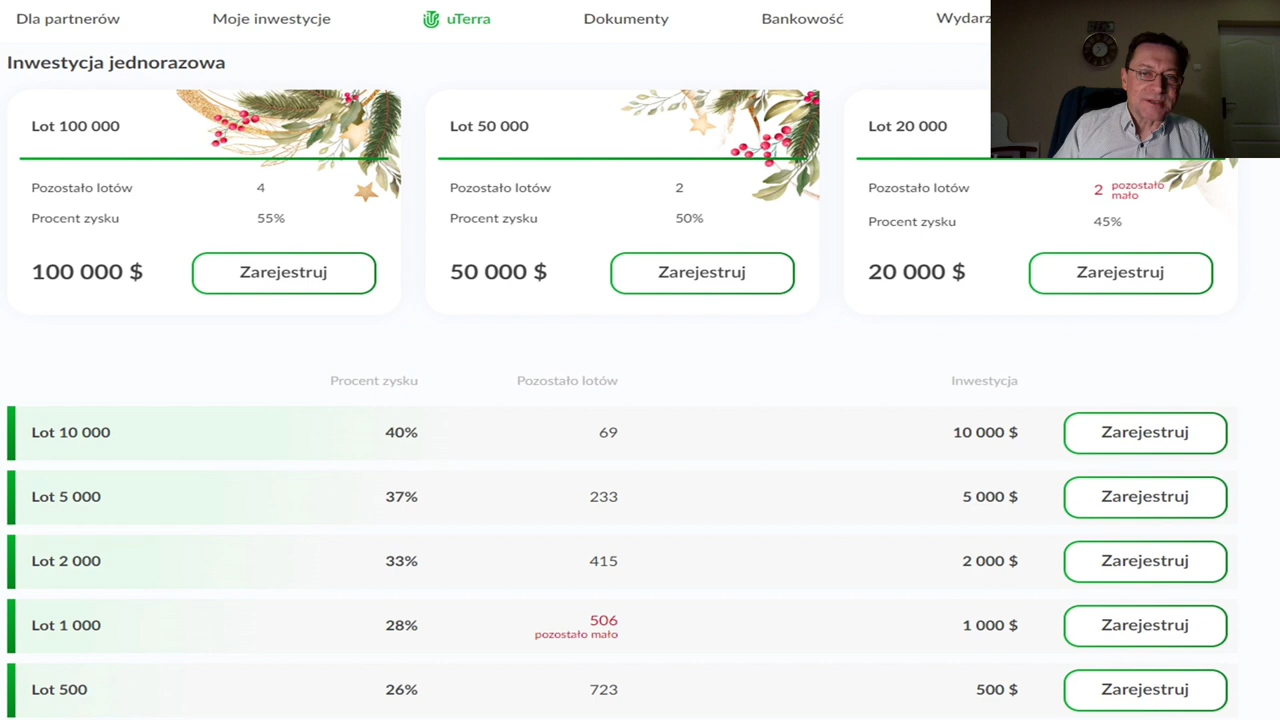 Dla partnerów
Moje inwestycje
uTerra
Dokumenty
Bankowość
Inwestycja jednorazowa
Lot 100 000
Pozostało lotów 4
Procent zysku 55%
100 000 $ Zarejestruj
Lot 50 000
Pozostało lotów 2
Procent zysku 50%
50 000 $ Zarejestruj
Lot 20 000
Pozostało lotów 2 pozostało mało
Procent zysku 45%
20 000 $ Zarejestruj
Procent zysku Pozostało lotów Inwestycja
Lot 10 000 40% 69 10 000 $ Zarejestruj
Lot 5 000 37% 233 5 000 $ Zarejestruj
Lot 2 000 33% 415 2 000 $ Zarejestruj
Lot 1 000 28% 506 pozostało mało 1 000 $ Zarejestruj
Lot 500 26% 723 500 $ Zarejestruj